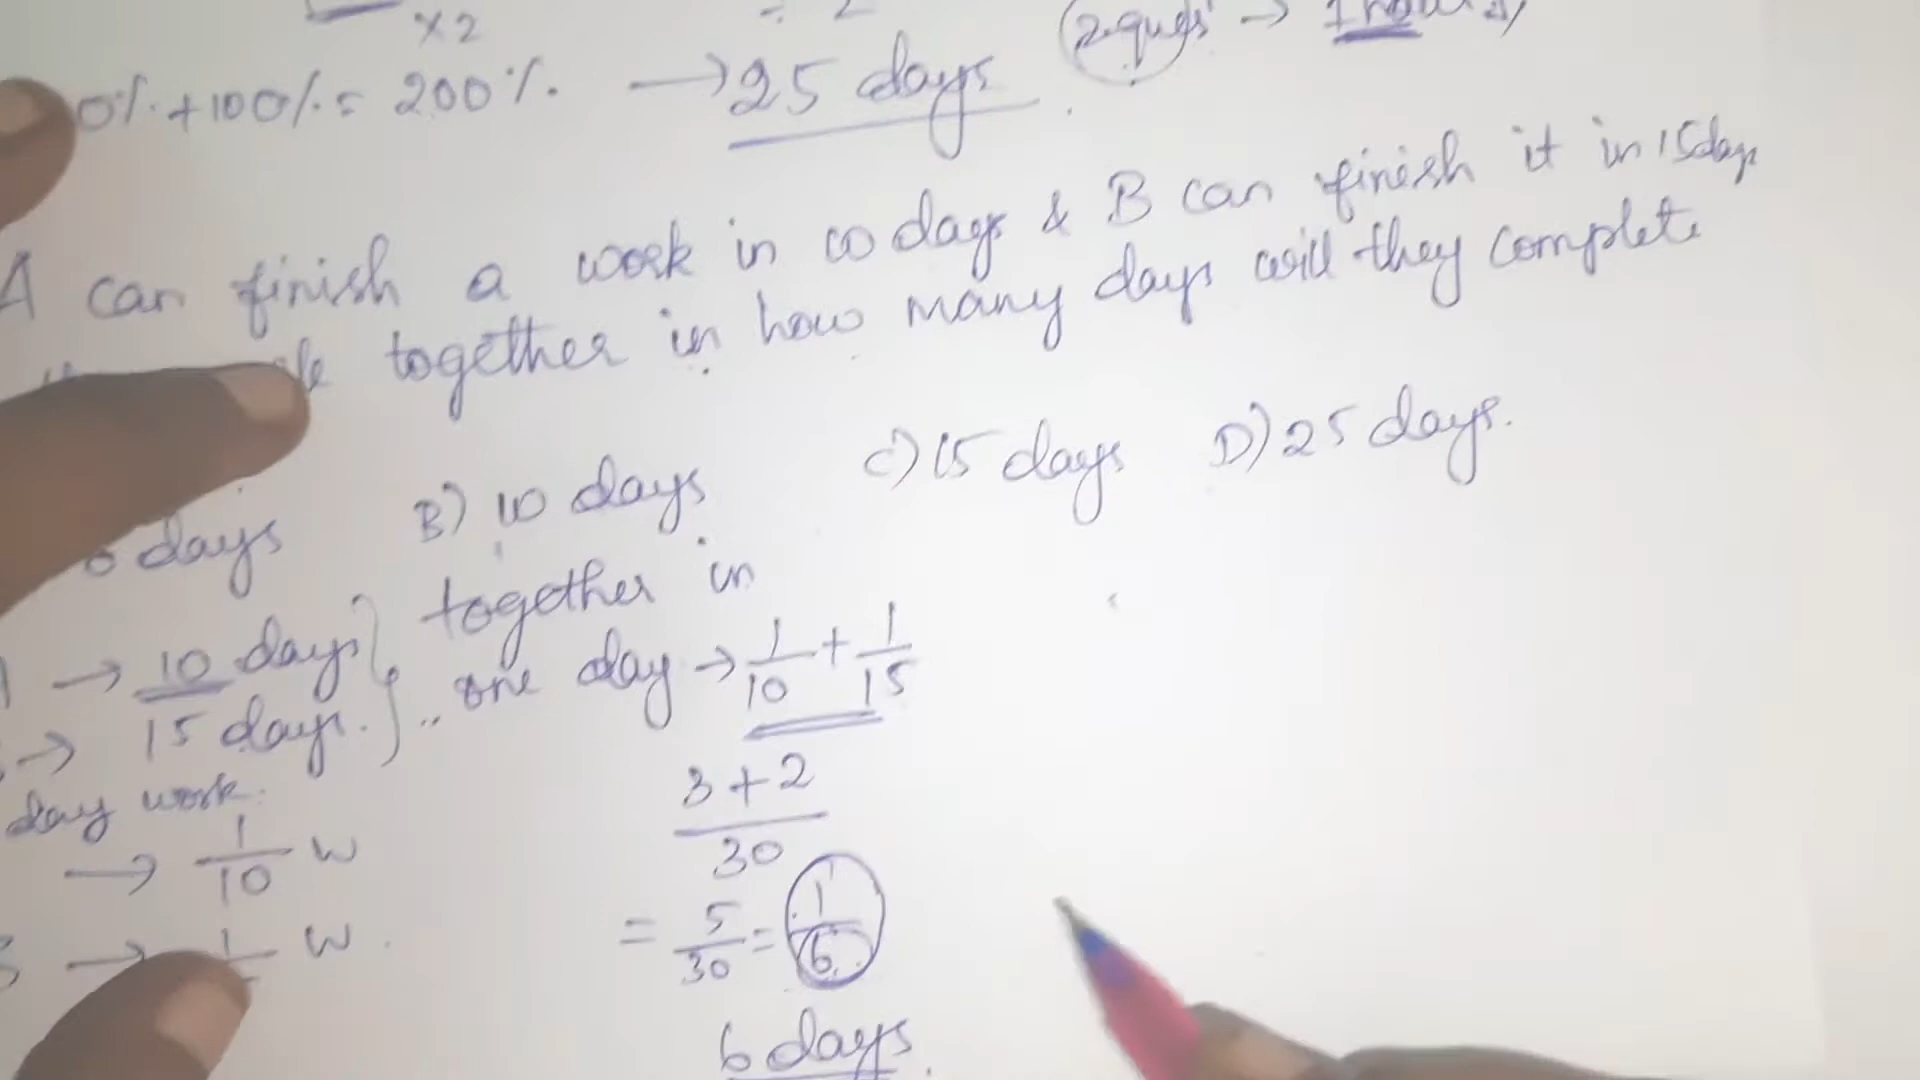 ×2 ÷ 2
0% + 100% = 200% → 25 days (2 → 1 hour
A can finish a work in 10 days & B can finish it in 15 days
together in how many days will they complete
6 days B) 10 days C) 15 days D) 25 days.
together in
→ 10 days
one day → 1/10 + 1/15
→ 15 days.
3+2/30
day work.
→ 1/10 W
= 5/30 = 1/6
→ W.
6 days.